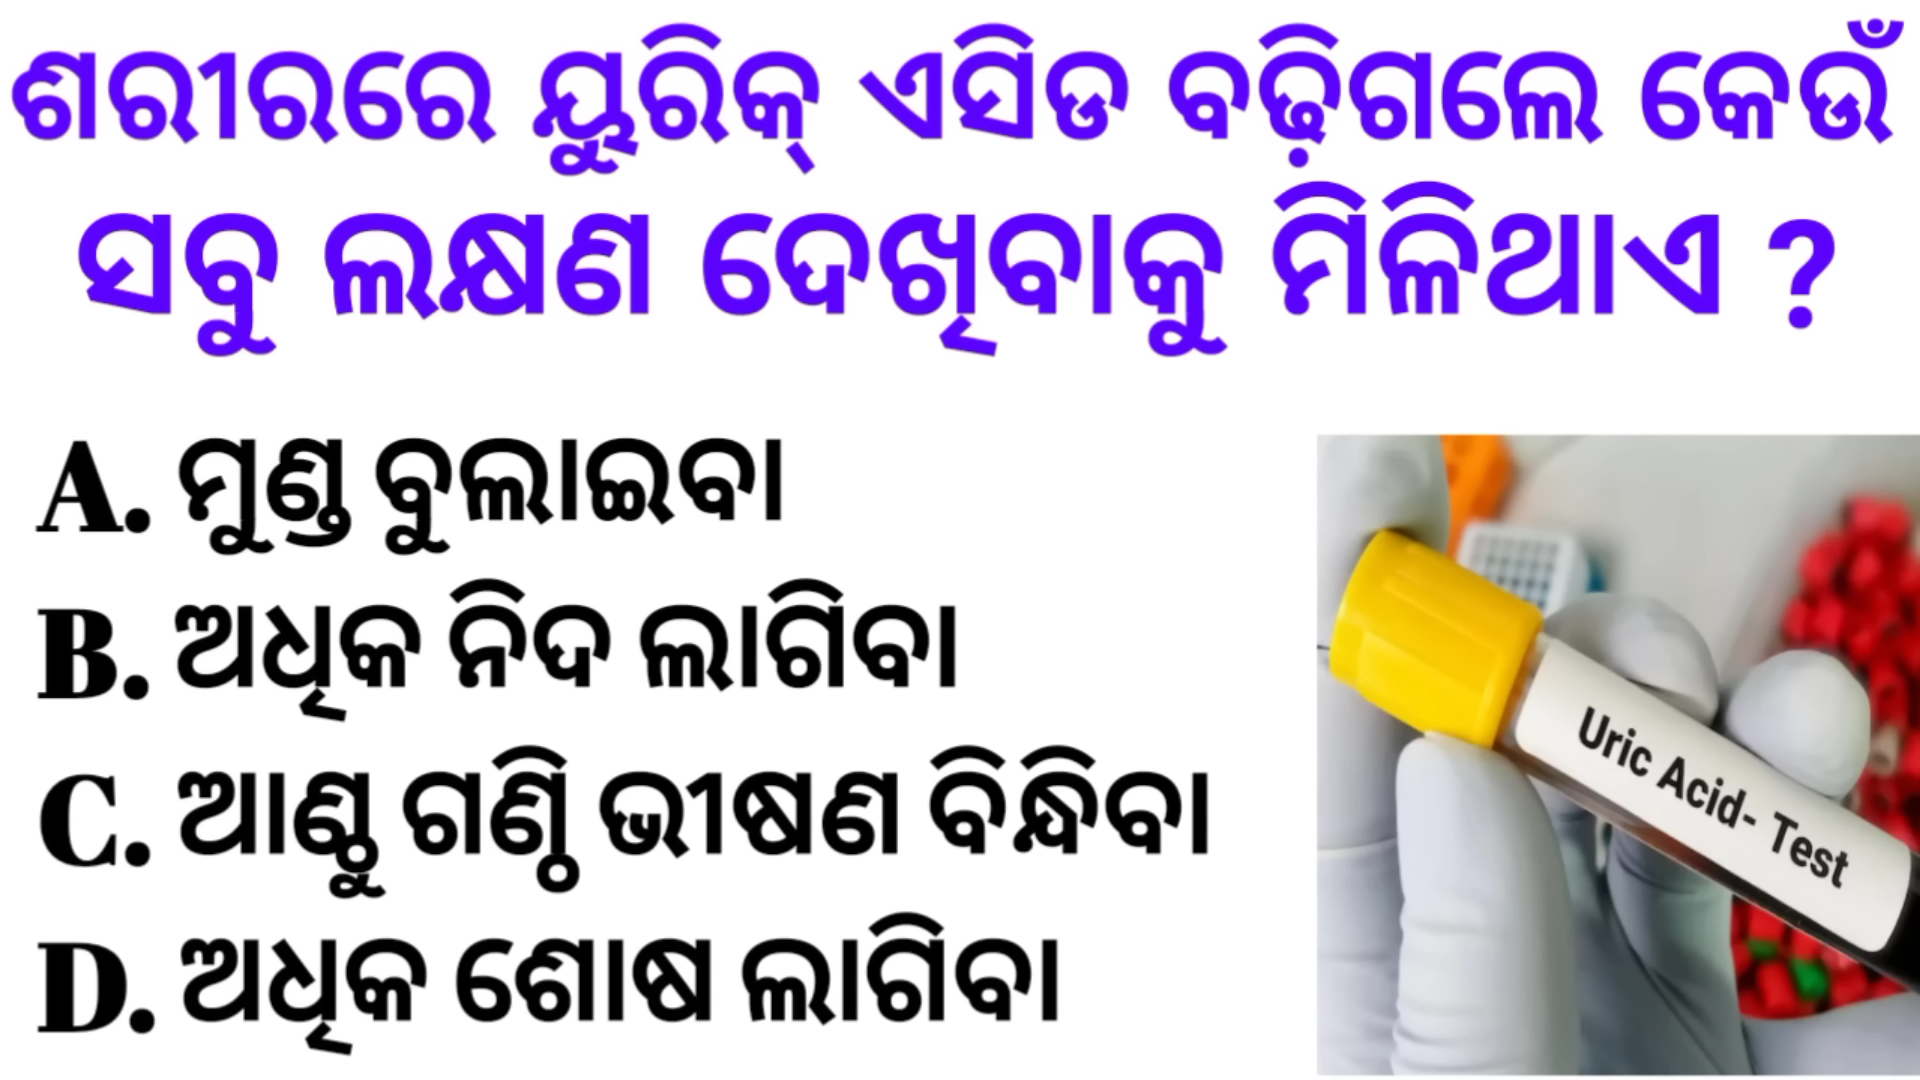 ଶରୀରରେ ୟୁରିକ୍ ଏସିଡ ବଢ଼ିଗଲେ କେଉଁ
ସବୁ ଲକ୍ଷଣ ଦେଖିବାକୁ ମିଳିଥାଏ ?
A. ମୁଣ୍ଡ ବୁଲାଇବା
B. ଅଧିକ ନିଦ ଲାଗିବା
C. ଆଣ୍ଠୁ ଗଣ୍ଠି ଭୀଷଣ ବିନ୍ଧିବା
D. ଅଧିକ ଶୋଷ ଲାଗିବା
Uric Acid- Test